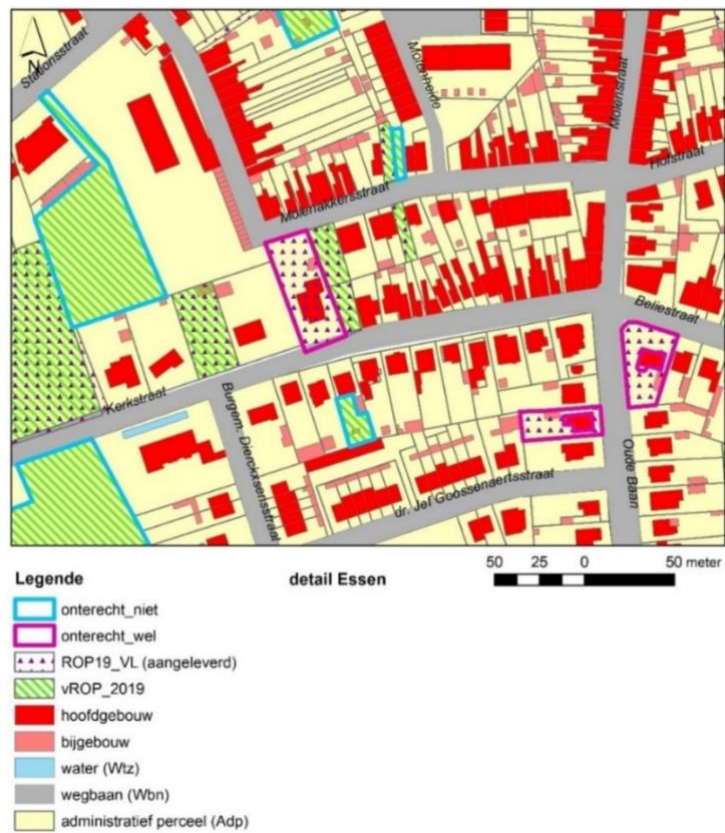 N
Stationsstraat
Molenheide
Molenstraat
Hofstraat
Molenakkersstraat
Beliestraat
Kerkstraat
Burgem. Dierckxsensstraat
dr. Jef Goossenaertsstraat
Oude Baan
Legende
detail Essen
50 25 0 50 meter
onterecht_niet
onterecht_wel
ROP19_VL (aangeleverd)
vROP_2019
hoofdgebouw
bijgebouw
water (Wtz)
wegbaan (Wbn)
administratief perceel (Adp)